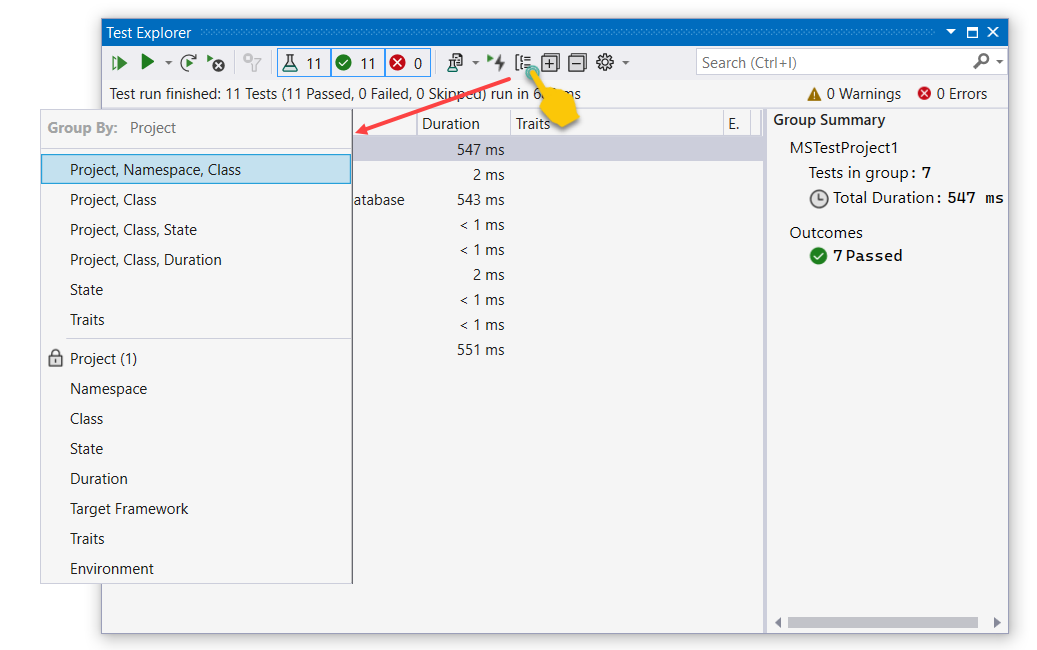 Test Explorer
11 11 0
Search (Ctrl+I)
Test run finished: 11 Tests (11 Passed, 0 Failed, 0 Skipped) run in ms
0 Warnings 0 Errors
Group By: Project
Project, Namespace, Class
Project, Class
Project, Class, State
Project, Class, Duration
State
Traits
Project (1)
Namespace
Class
State
Duration
Target Framework
Traits
Environment
Duration Traits E.
547 ms
2 ms
atabase 543 ms
< 1 ms
< 1 ms
2 ms
< 1 ms
< 1 ms
551 ms
Group Summary
MSTestProject1
Tests in group: 7
Total Duration: 547 ms
Outcomes
7 Passed